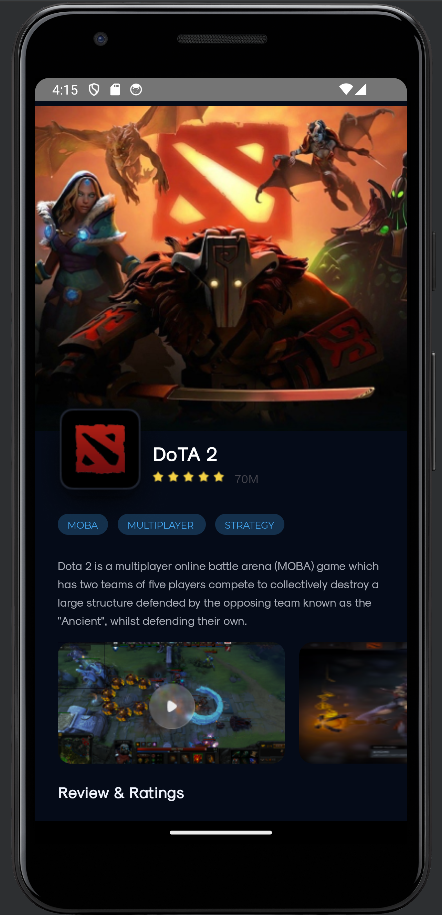 4:15
DoTA 2
70M
MOBA
MULTIPLAYER
STRATEGY
Dota 2 is a multiplayer online battle arena (MOBA) game which
has two teams of five players compete to collectively destroy a
large structure defended by the opposing team known as the
"Ancient", whilst defending their own.
Review & Ratings